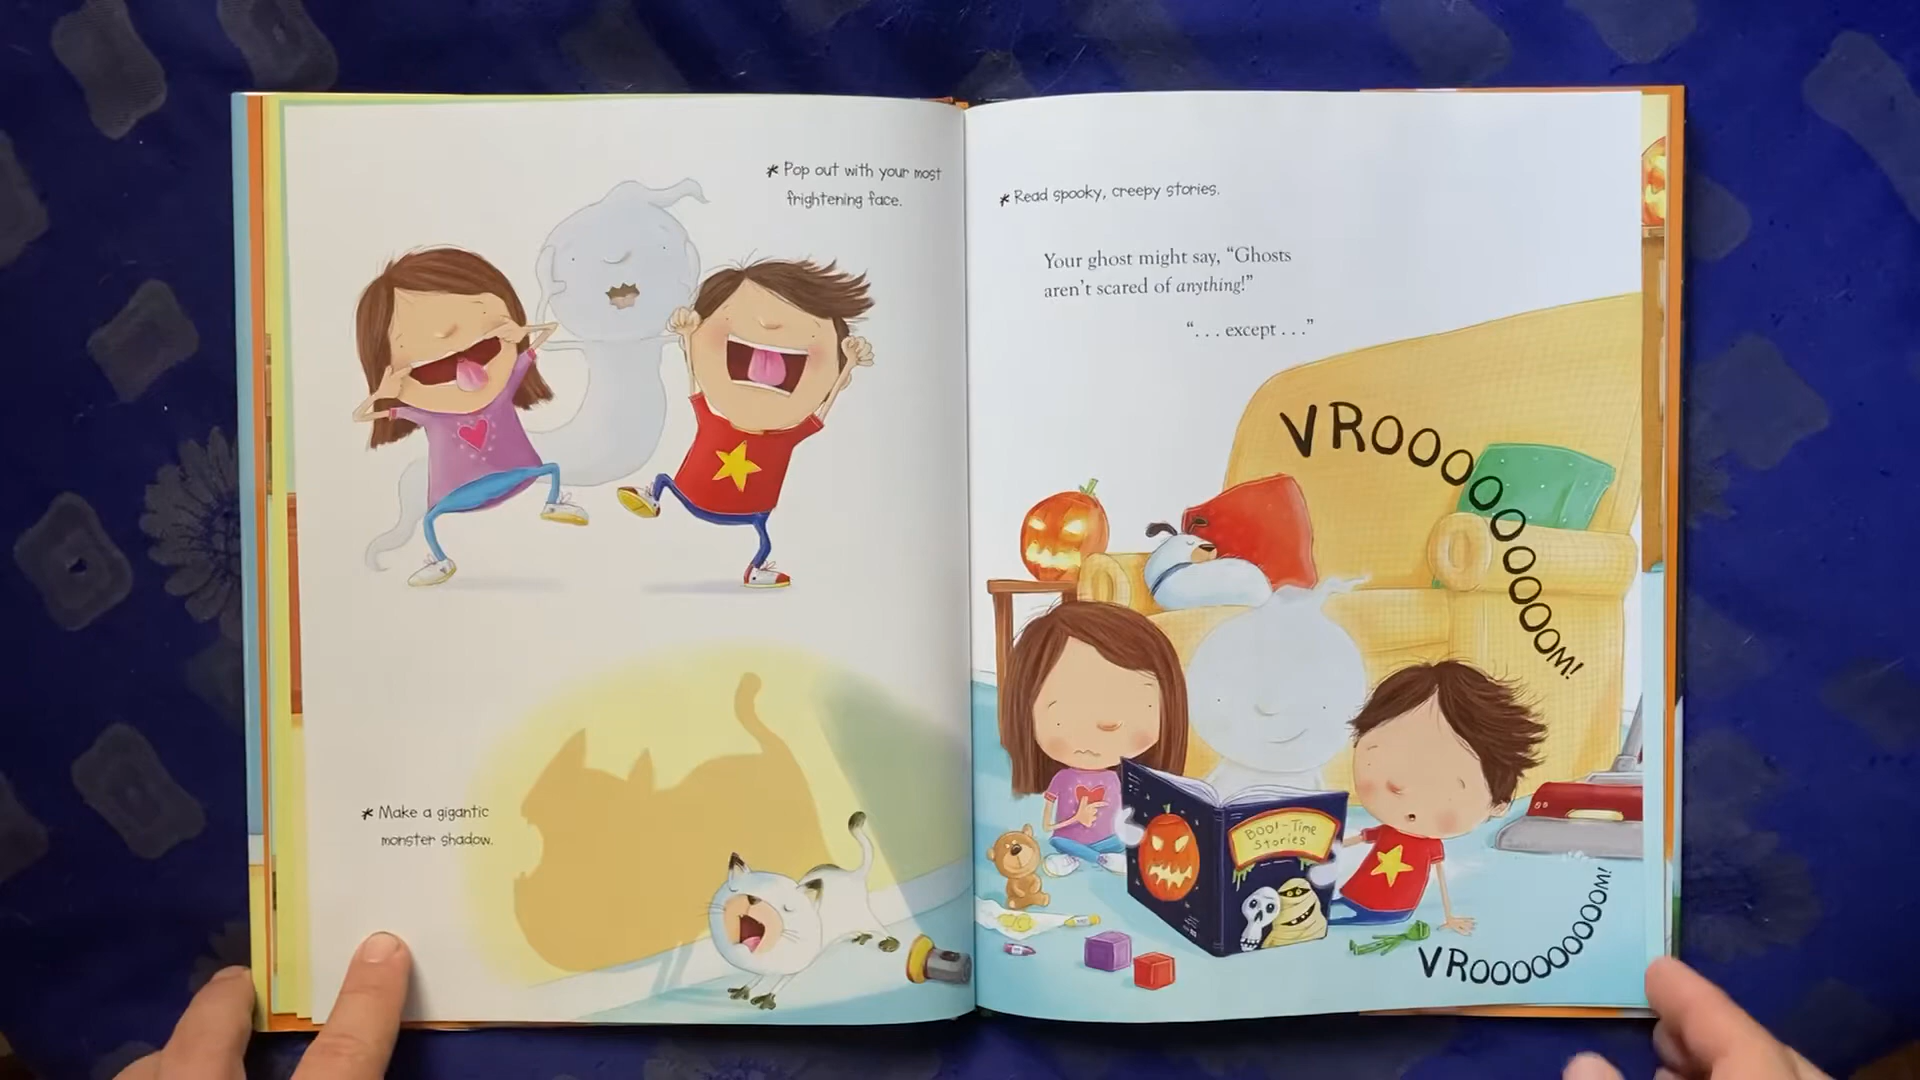 * Pop out with your most
frightening face.
* Make a gigantic
monster shadow.
* Read spooky, creepy stories.
Your ghost might say, “Ghosts
aren’t scared of anything!”
“. . . except . . .”
VROOOOOOOOOOM!
BOO!-Time
Stories
VROOOOOOOOOM!